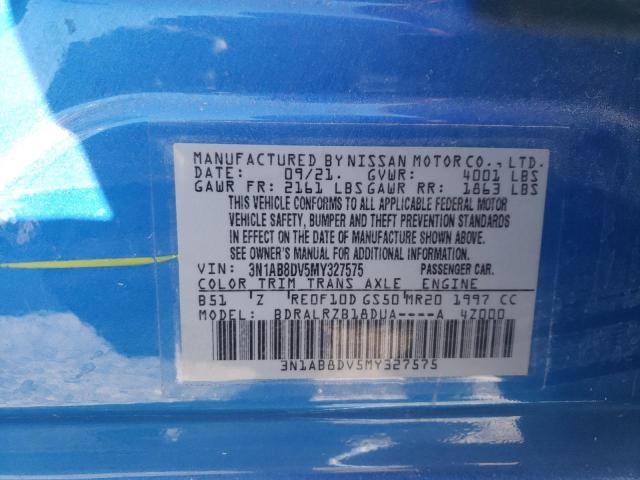 MANUFACTURED BY NISSAN MOTOR CO., LTD.
DATE: 09/21. GVWR: 4001 LBS
GAWR FR: 2161 LBS GAWR RR: 1863 LBS
THIS VEHICLE CONFORMS TO ALL APPLICABLE FEDERAL MOTOR
VEHICLE SAFETY, BUMPER AND THEFT PREVENTION STANDARDS
IN EFFECT ON THE DATE OF MANUFACTURE SHOWN ABOVE.
SEE OWNER'S MANUAL FOR ADDITIONAL INFORMATION.
VIN: 3N1AB8DV5MY327575 PASSENGER CAR.
COLOR TRIM TRANS AXLE ENGINE
B51 Z RE0F10D GS50 MR20 1997 CC
MODEL: BDRALRZB18DUA----A 4Z000
3N1AB8DV5MY327575